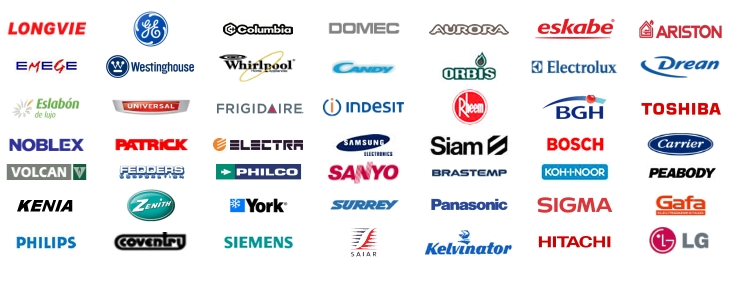 LONGVIE GE Columbia DOMEC AURORA eskabe ARISTON
EMEGE W Westinghouse Whirlpool CANDY ORBIS Electrolux Drean
Eslabón de lujo UNIVERSAL FRIGIDAIRE indesit Rheem BGH TOSHIBA
NOBLEX PATRICK ELECTRA SAMSUNG ELECTRONICS Siam BOSCH Carrier
VOLCAN V FEDDERS CORPORATION PHILCO SANYO BRASTEMP KOH·I·NOOR PEABODY
KENIA ZENITH York SURREY Panasonic SIGMA Gafa
PHILIPS coventry SIEMENS SAIAR Kelvinator HITACHI LG